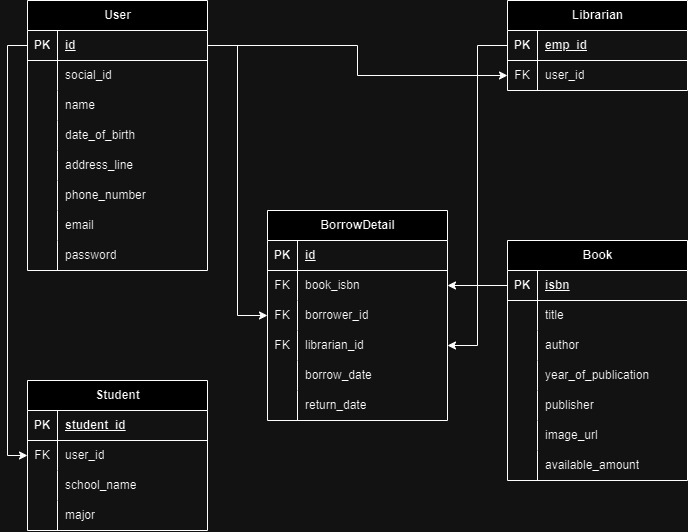 User
PK id
social_id
name
date_of_birth
address_line
phone_number
email
password
Librarian
PK emp_id
FK user_id
BorrowDetail
PK id
FK book_isbn
FK borrower_id
FK librarian_id
borrow_date
return_date
Book
PK isbn
title
author
year_of_publication
publisher
image_url
available_amount
Student
PK student_id
FK user_id
school_name
major